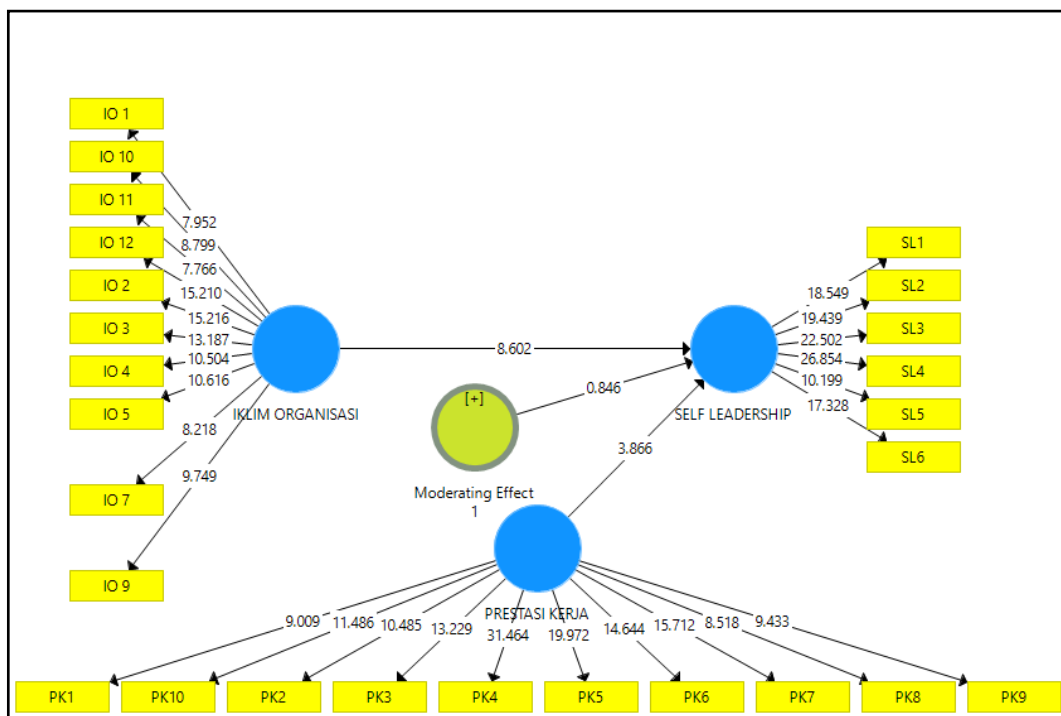 IO 1
IO 10
IO 11
IO 12
IO 2
IO 3
IO 4
IO 5
IO 7
IO 9
7.952
8.799
7.766
15.210
15.216
13.187
10.504
10.616
8.218
9.749
IKLIM ORGANISASI
8.602
[+]
Moderating Effect
1
0.846
3.866
SELF LEADERSHIP
18.549
19.439
22.502
26.854
10.199
17.328
SL1
SL2
SL3
SL4
SL5
SL6
PRESTASI KERJA
9.009
11.486
10.485
13.229
31.464
19.972
14.644
15.712
8.518
9.433
PK1
PK10
PK2
PK3
PK4
PK5
PK6
PK7
PK8
PK9